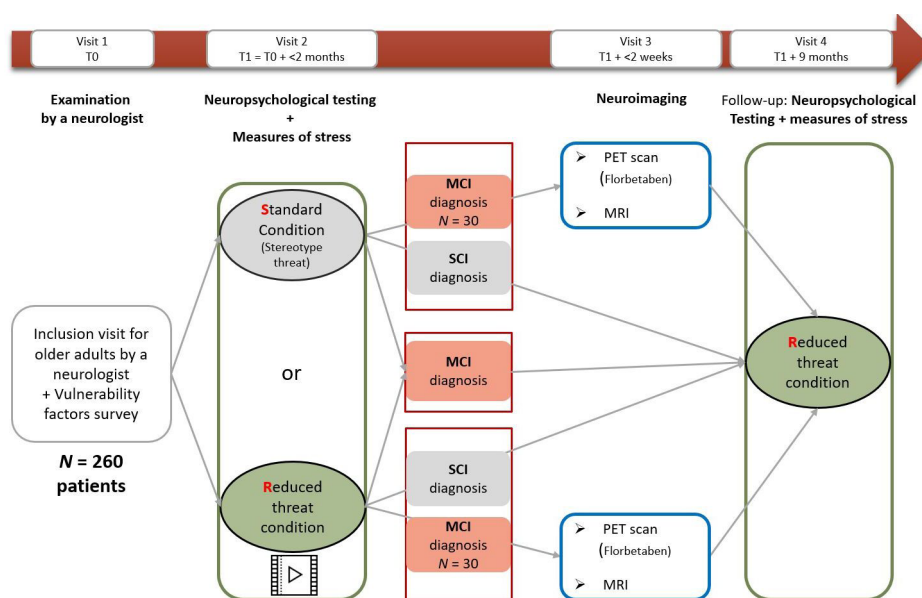 Visit 1
T0
Visit 2
T1 = T0 + <2 months
Visit 3
T1 + <2 weeks
Visit 4
T1 + 9 months
Examination
by a neurologist
Neuropsychological testing
+
Measures of stress
Neuroimaging
Follow-up: Neuropsychological
Testing + measures of stress
Inclusion visit for
older adults by a
neurologist
+ Vulnerability
factors survey
N = 260
patients
Standard
Condition
(Stereotype
threat)
or
Reduced
threat
condition
MCI
diagnosis
N = 30
SCI
diagnosis
MCI
diagnosis
SCI
diagnosis
MCI
diagnosis
N = 30
➢ PET scan
(Florbetaben)
➢ MRI
➢ PET scan
(Florbetaben)
➢ MRI
Reduced
threat
condition